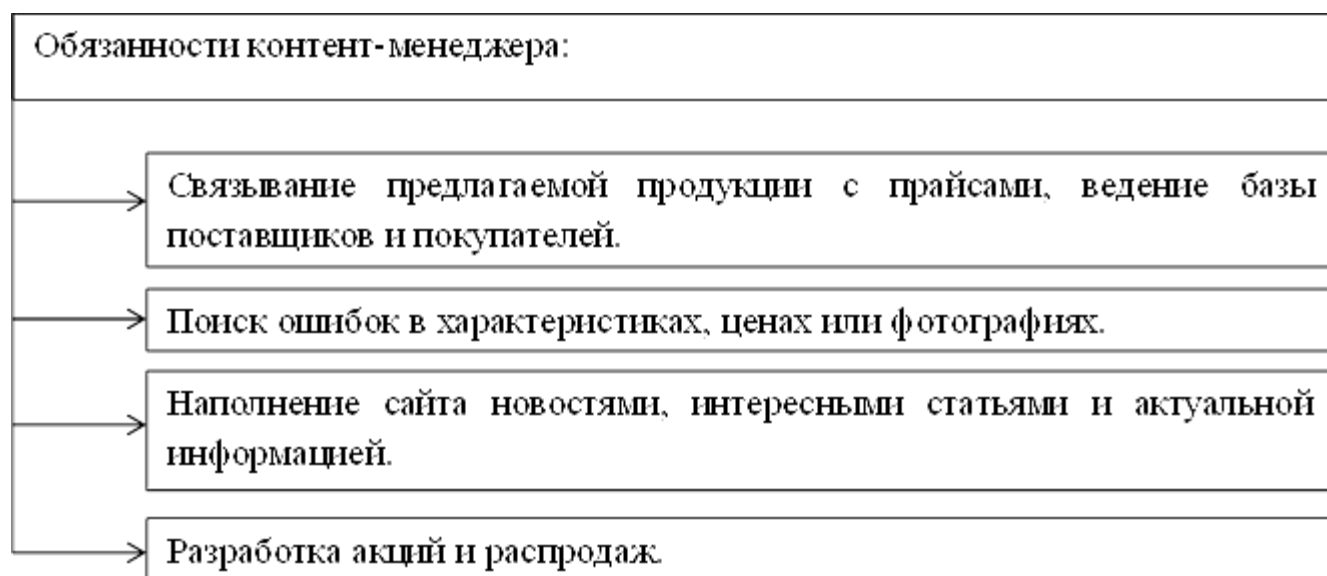 Обязанности контент-менеджера:
Связывание предлагаемой продукции с прайсами, ведение базы
поставщиков и покупателей.
Поиск ошибок в характеристиках, ценах или фотографиях.
Наполнение сайта новостями, интересными статьями и актуальной
информацией.
Разработка акций и распродаж.